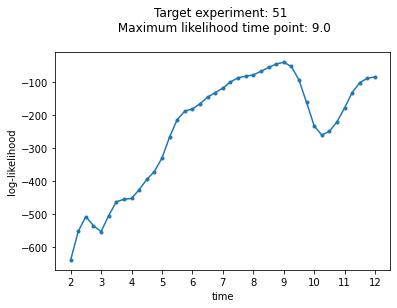 Target experiment: 51
Maximum likelihood time point: 9.0
−100
−200
−300
−400
−500
−600
log-likelihood
2 3 4 5 6 7 8 9 10 11 12
time